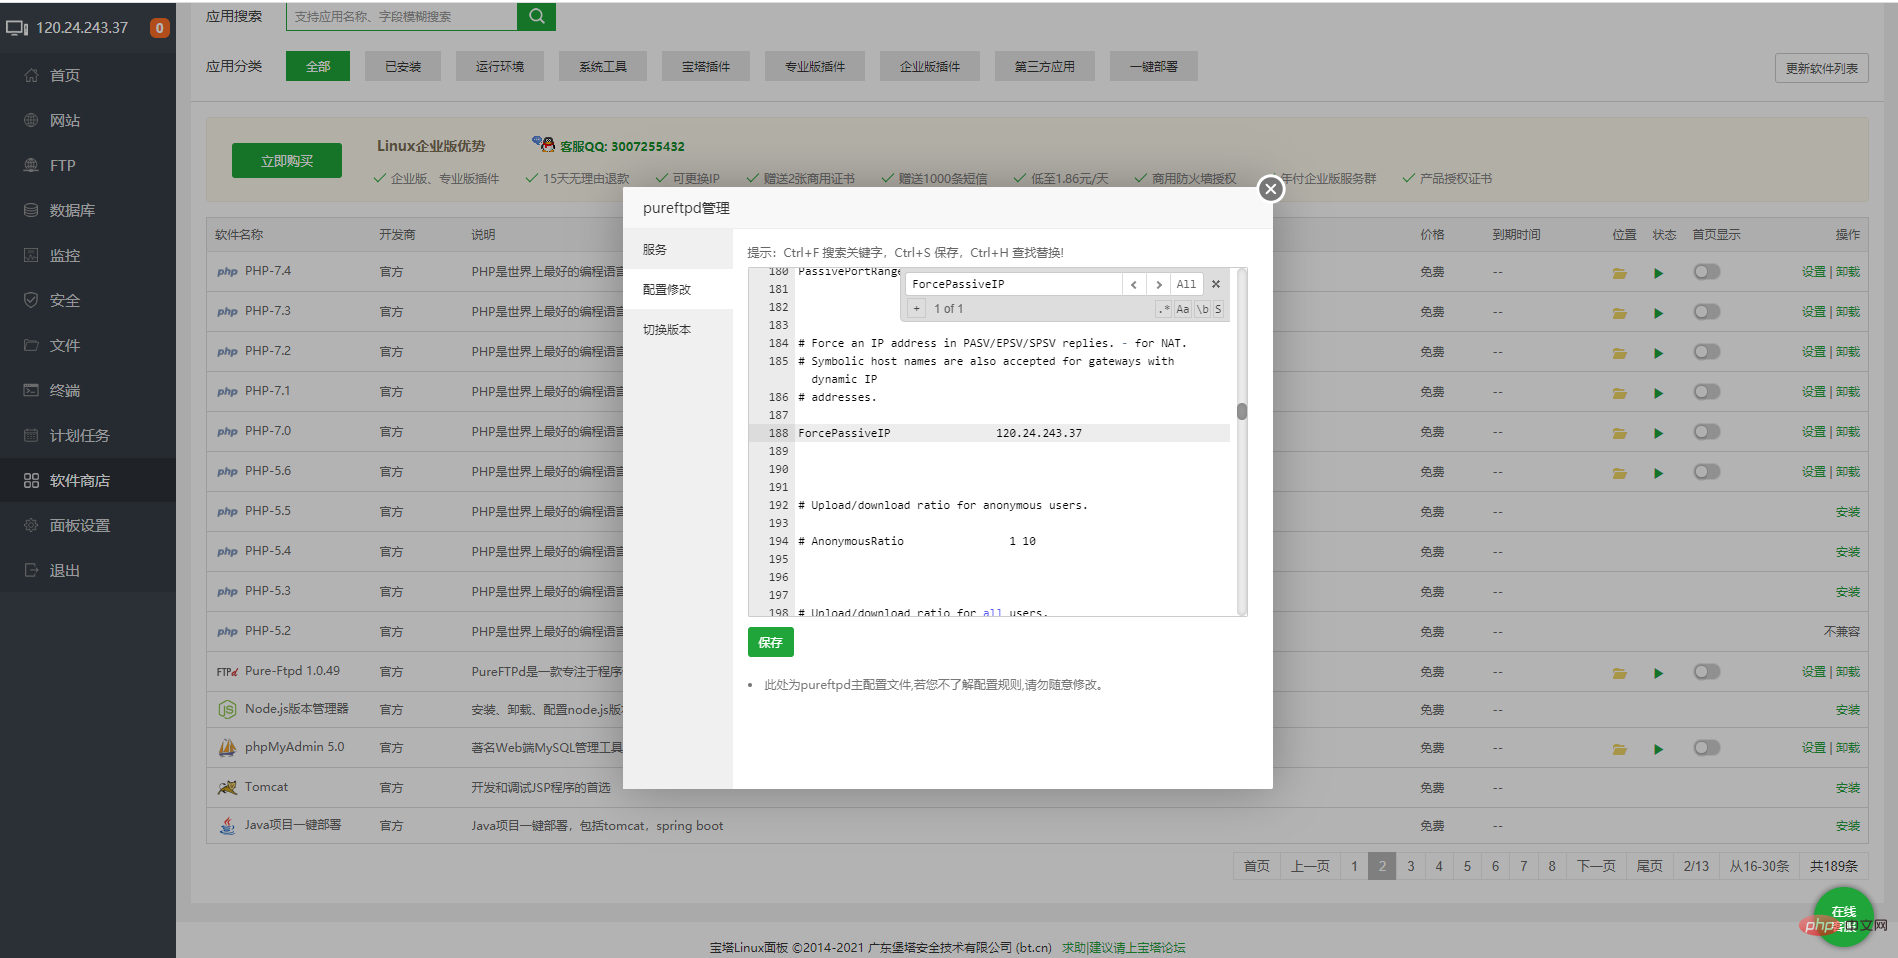 120.24.243.37 0
首页
网站
FTP
数据库
监控
安全
文件
终端
计划任务
软件商店
面板设置
退出
应用搜索 支持应用名称、字段模糊搜索
应用分类 全部 已安装 运行环境 系统工具 宝塔插件 专业版插件 企业版插件 第三方应用 一键部署 更新软件列表
立即购买 Linux企业版优势 客服QQ: 3007255432
企业版、专业版插件 15天无理由退款 可更换IP 赠送2张商用证书 赠送1000条短信 低至1.86元/天 商用防火墙授权 年付企业版服务群 产品授权证书
软件名称 开发商 说明 价格 到期时间 位置 状态 首页显示 操作
php PHP-7.4 官方 PHP是世界上最好的编程语言 免费 -- 设置 | 卸载
php PHP-7.3 官方 PHP是世界上最好的编程语言 免费 -- 设置 | 卸载
php PHP-7.2 官方 PHP是世界上最好的编程语言 免费 -- 设置 | 卸载
php PHP-7.1 官方 PHP是世界上最好的编程语言 免费 -- 设置 | 卸载
php PHP-7.0 官方 PHP是世界上最好的编程语言 免费 -- 设置 | 卸载
php PHP-5.6 官方 PHP是世界上最好的编程语言 免费 -- 设置 | 卸载
php PHP-5.5 官方 PHP是世界上最好的编程语言 免费 -- 安装
php PHP-5.4 官方 PHP是世界上最好的编程语言 免费 -- 安装
php PHP-5.3 官方 PHP是世界上最好的编程语言 免费 -- 安装
php PHP-5.2 官方 PHP是世界上最好的编程语言 免费 -- 不兼容
FTPd Pure-Ftpd 1.0.49 官方 PureFTPd是一款专注于程序 免费 -- 设置 | 卸载
Node.js版本管理器 官方 安装、卸载、配置node.js版 免费 -- 安装
phpMyAdmin 5.0 官方 著名Web端MySQL管理工具 免费 -- 设置 | 卸载
Tomcat 官方 开发和调试JSP程序的首选 免费 -- 安装
Java项目一键部署 官方 Java项目一键部署，包括tomcat，spring boot 免费 -- 安装
首页 上一页 1 2 3 4 5 6 7 8 下一页 尾页 2/13 从16-30条 共189条
宝塔Linux面板 ©2014-2021 广东堡塔安全技术有限公司 (bt.cn) 求助|建议请上宝塔论坛
pureftpd管理
服务
配置修改
切换版本
提示：Ctrl+F 搜索关键字，Ctrl+S 保存，Ctrl+H 查找替换!
180 PassivePortRange
ForcePassiveIP All
+ 1 of 1 .* Aa \b S
181
182
183
184 # Force an IP address in PASV/EPSV/SPSV replies. - for NAT.
185 # Symbolic host names are also accepted for gateways with
dynamic IP
186 # addresses.
187
188 ForcePassiveIP 120.24.243.37
189
190
191
192 # Upload/download ratio for anonymous users.
193
194 # AnonymousRatio 1 10
195
196
197
198 # Upload/download ratio for all users.
保存
此处为pureftpd主配置文件,若您不了解配置规则,请勿随意修改。
在线
php 中文网